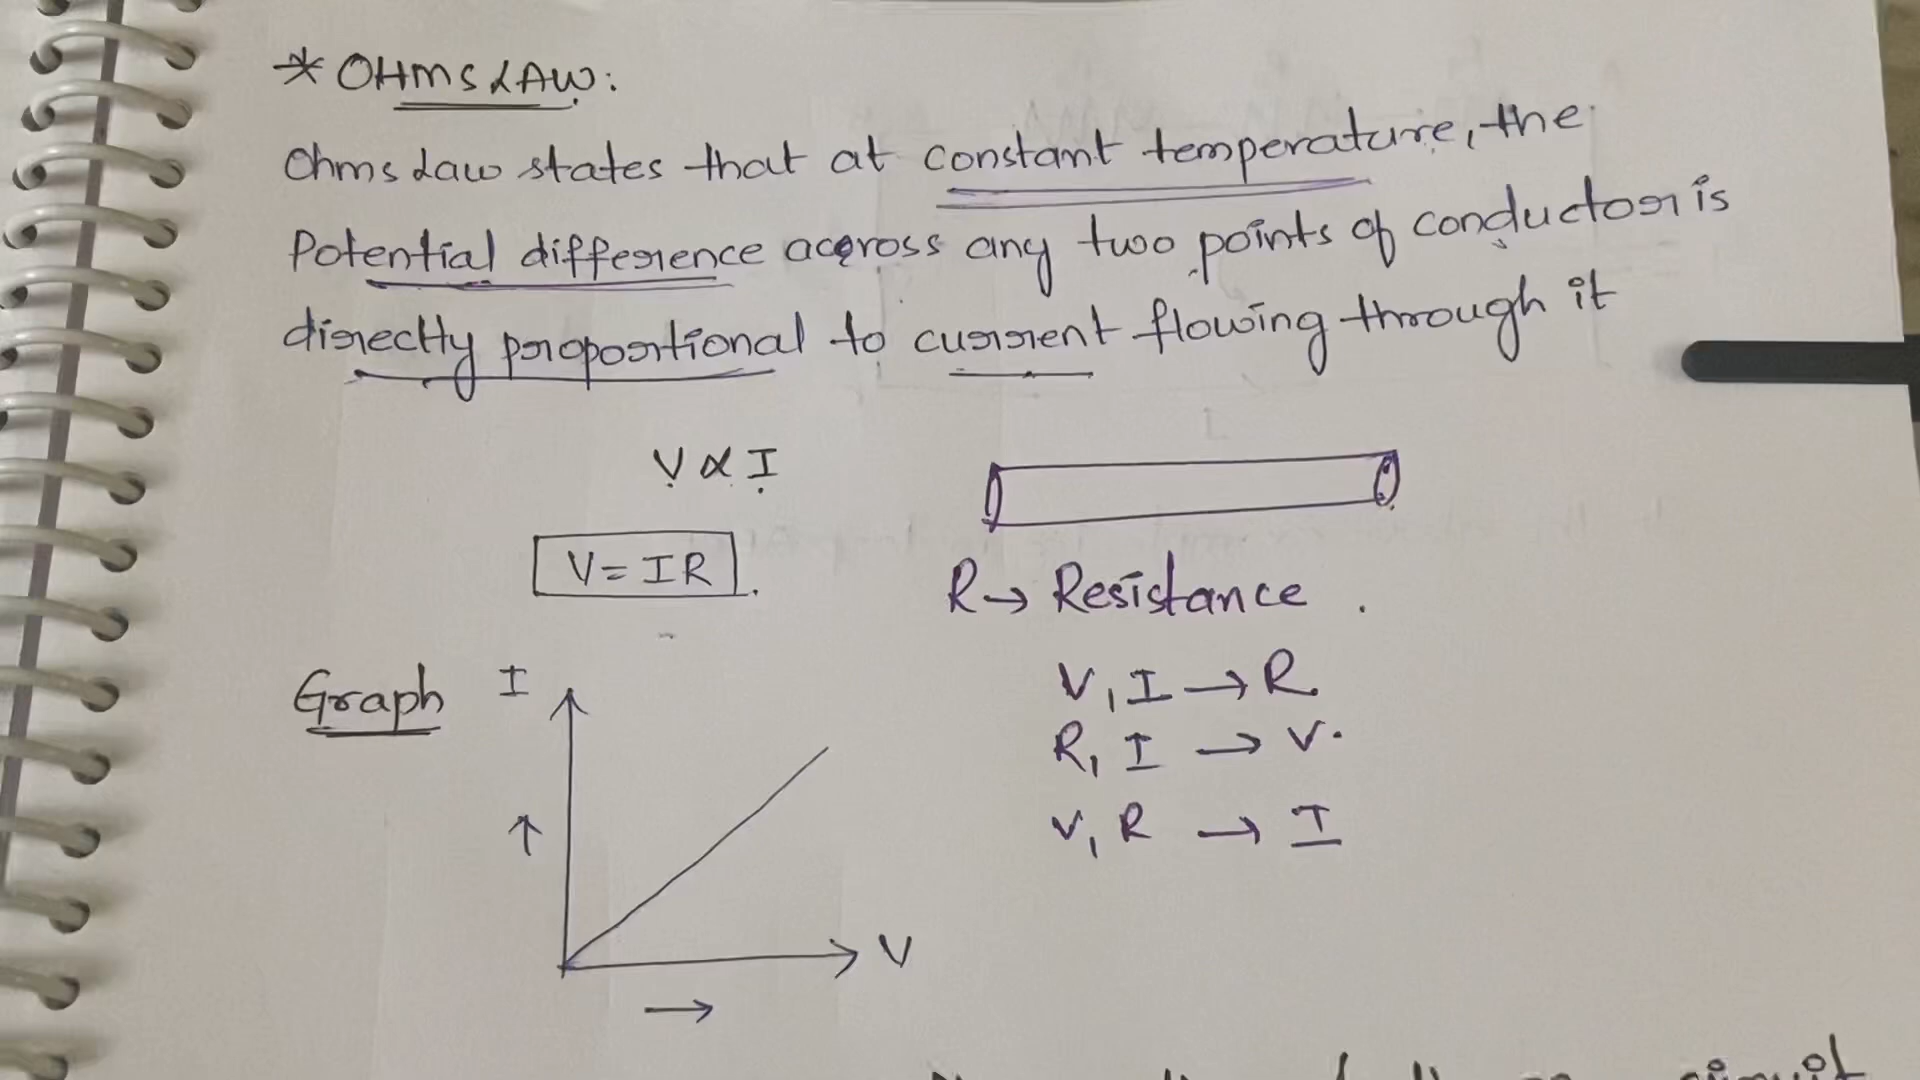 * OHMS LAW:
Ohms Law states that at constant temperature, the
Potential difference across any two points of conductor is
directly proportional to current flowing through it
V ∝ I
V = IR.
R → Resistance.
Graph
I
↑
V
→
V, I → R.
R, I → V.
V, R → I